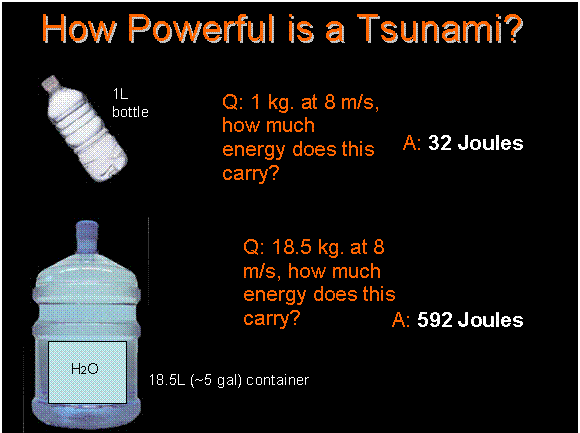 How Powerful is a Tsunami?
1L
bottle
Q: 1 kg. at 8 m/s,
how much
energy does this
carry?
A: 32 Joules
Q: 18.5 kg. at 8
m/s, how much
energy does this
carry?
A: 592 Joules
H2O
18.5L (~5 gal) container